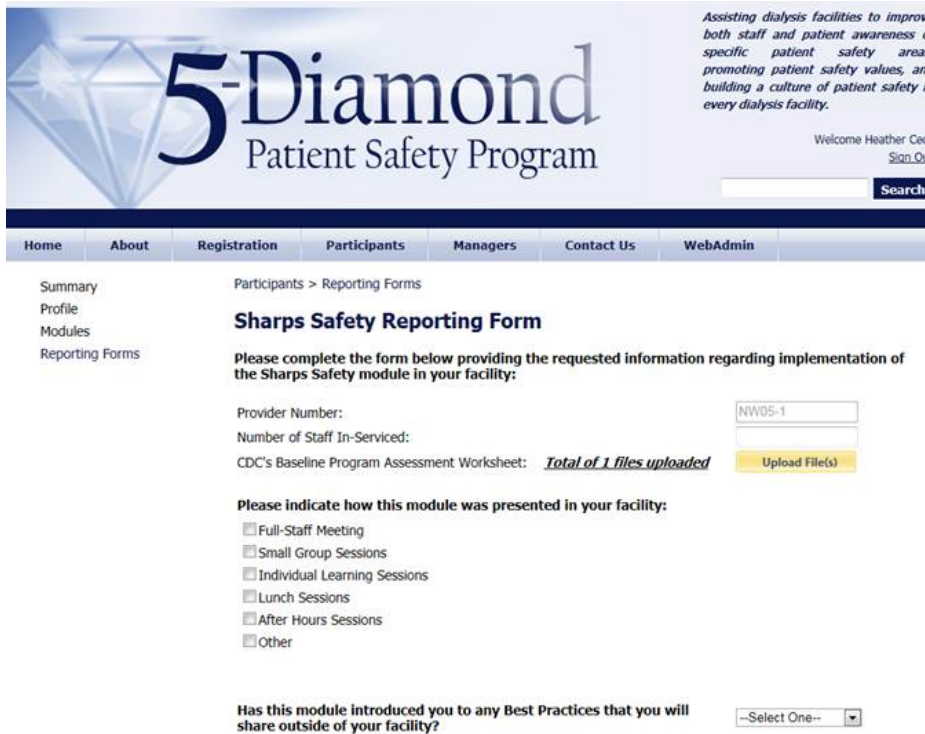 Assisting dialysis facilities to improv
both staff and patient awareness
specific patient safety area
promoting patient safety values, an
building a culture of patient safety
every dialysis facility.
5-Diamond
Patient Safety Program
Welcome Heather Cec
Sign O
Search
Home About Registration Participants Managers Contact Us WebAdmin
Summary
Profile
Modules
Reporting Forms
Participants > Reporting Forms
Sharps Safety Reporting Form
Please complete the form below providing the requested information regarding implementation of
the Sharps Safety module in your facility:
Provider Number: NW05-1
Number of Staff In-Serviced:
CDC's Baseline Program Assessment Worksheet: Total of 1 files uploaded Upload File(s)
Please indicate how this module was presented in your facility:
Full-Staff Meeting
Small Group Sessions
Individual Learning Sessions
Lunch Sessions
After Hours Sessions
Other
Has this module introduced you to any Best Practices that you will --Select One--
share outside of your facility?